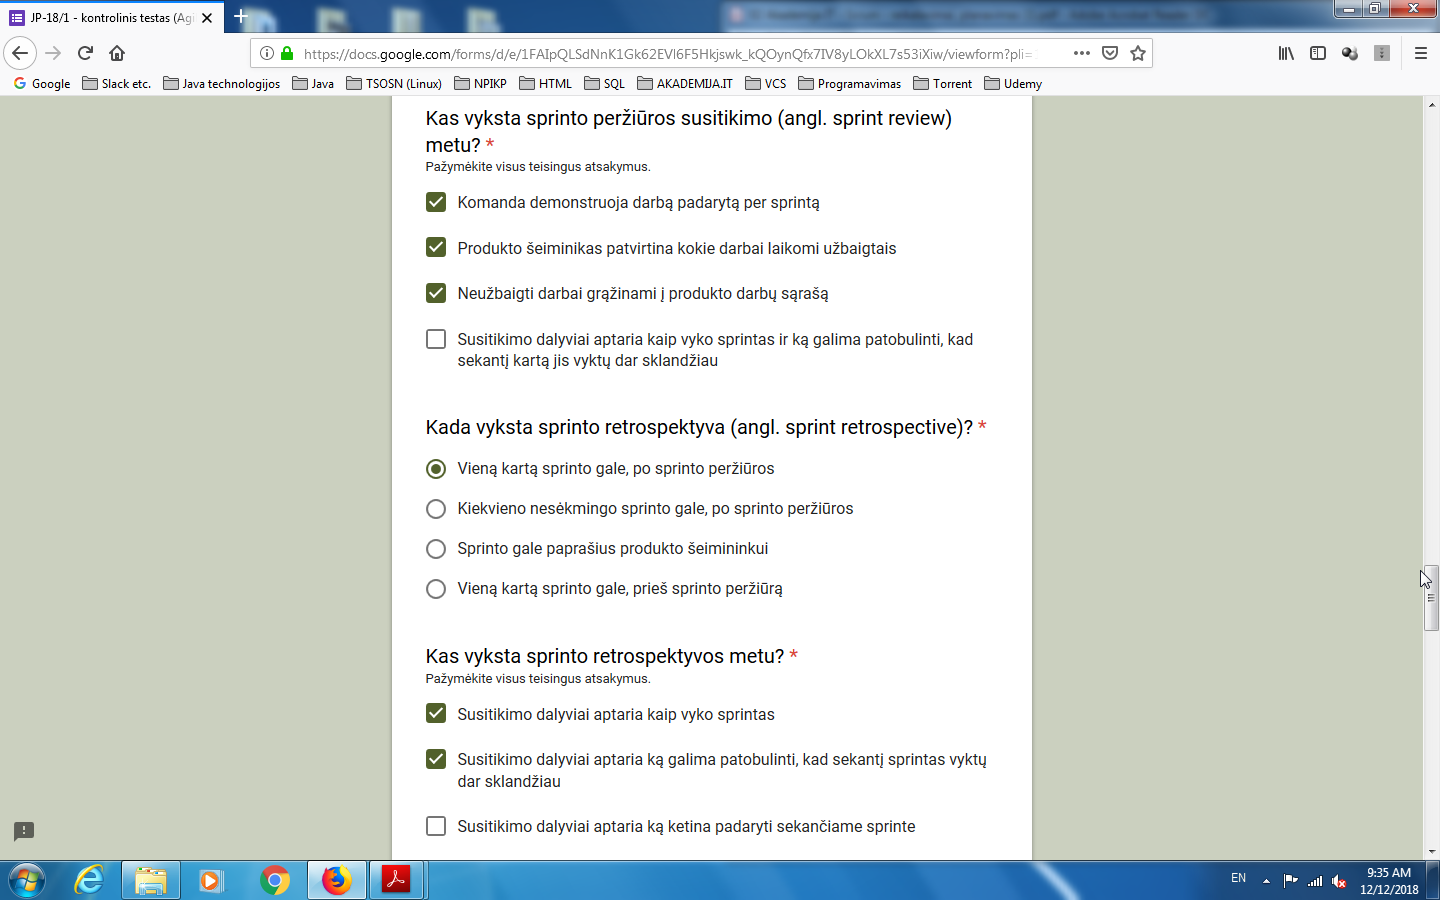 JP-18/1 - kontrolinis testas (Agi
https://docs.google.com/forms/d/e/1FAIpQLSdNnK1Gk62EVl6F5Hkjswk_kQOynQfx7IV8yLOkXL7s53iXiw/viewform?pli=
Google Slack etc. Java technologijos Java TSOSN (Linux) NPIKP HTML SQL AKADEMIJA.IT VCS Programavimas Torrent Udemy
Kas vyksta sprinto peržiūros susitikimo (angl. sprint review)
metu? *
Pažymėkite visus teisingus atsakymus.
Komanda demonstruoja darbą padarytą per sprintą
Produkto šeiminikas patvirtina kokie darbai laikomi užbaigtais
Neužbaigti darbai grąžinami į produkto darbų sąrašą
Susitikimo dalyviai aptaria kaip vyko sprintas ir ką galima patobulinti, kad
sekantį kartą jis vyktų dar sklandžiau
Kada vyksta sprinto retrospektyva (angl. sprint retrospective)? *
Vieną kartą sprinto gale, po sprinto peržiūros
Kiekvieno nesėkmingo sprinto gale, po sprinto peržiūros
Sprinto gale paprašius produkto šeimininkui
Vieną kartą sprinto gale, prieš sprinto peržiūrą
Kas vyksta sprinto retrospektyvos metu? *
Pažymėkite visus teisingus atsakymus.
Susitikimo dalyviai aptaria kaip vyko sprintas
Susitikimo dalyviai aptaria ką galima patobulinti, kad sekantį sprintas vyktų
dar sklandžiau
Susitikimo dalyviai aptaria ką ketina padaryti sekančiame sprinte
EN
9:35 AM
12/12/2018